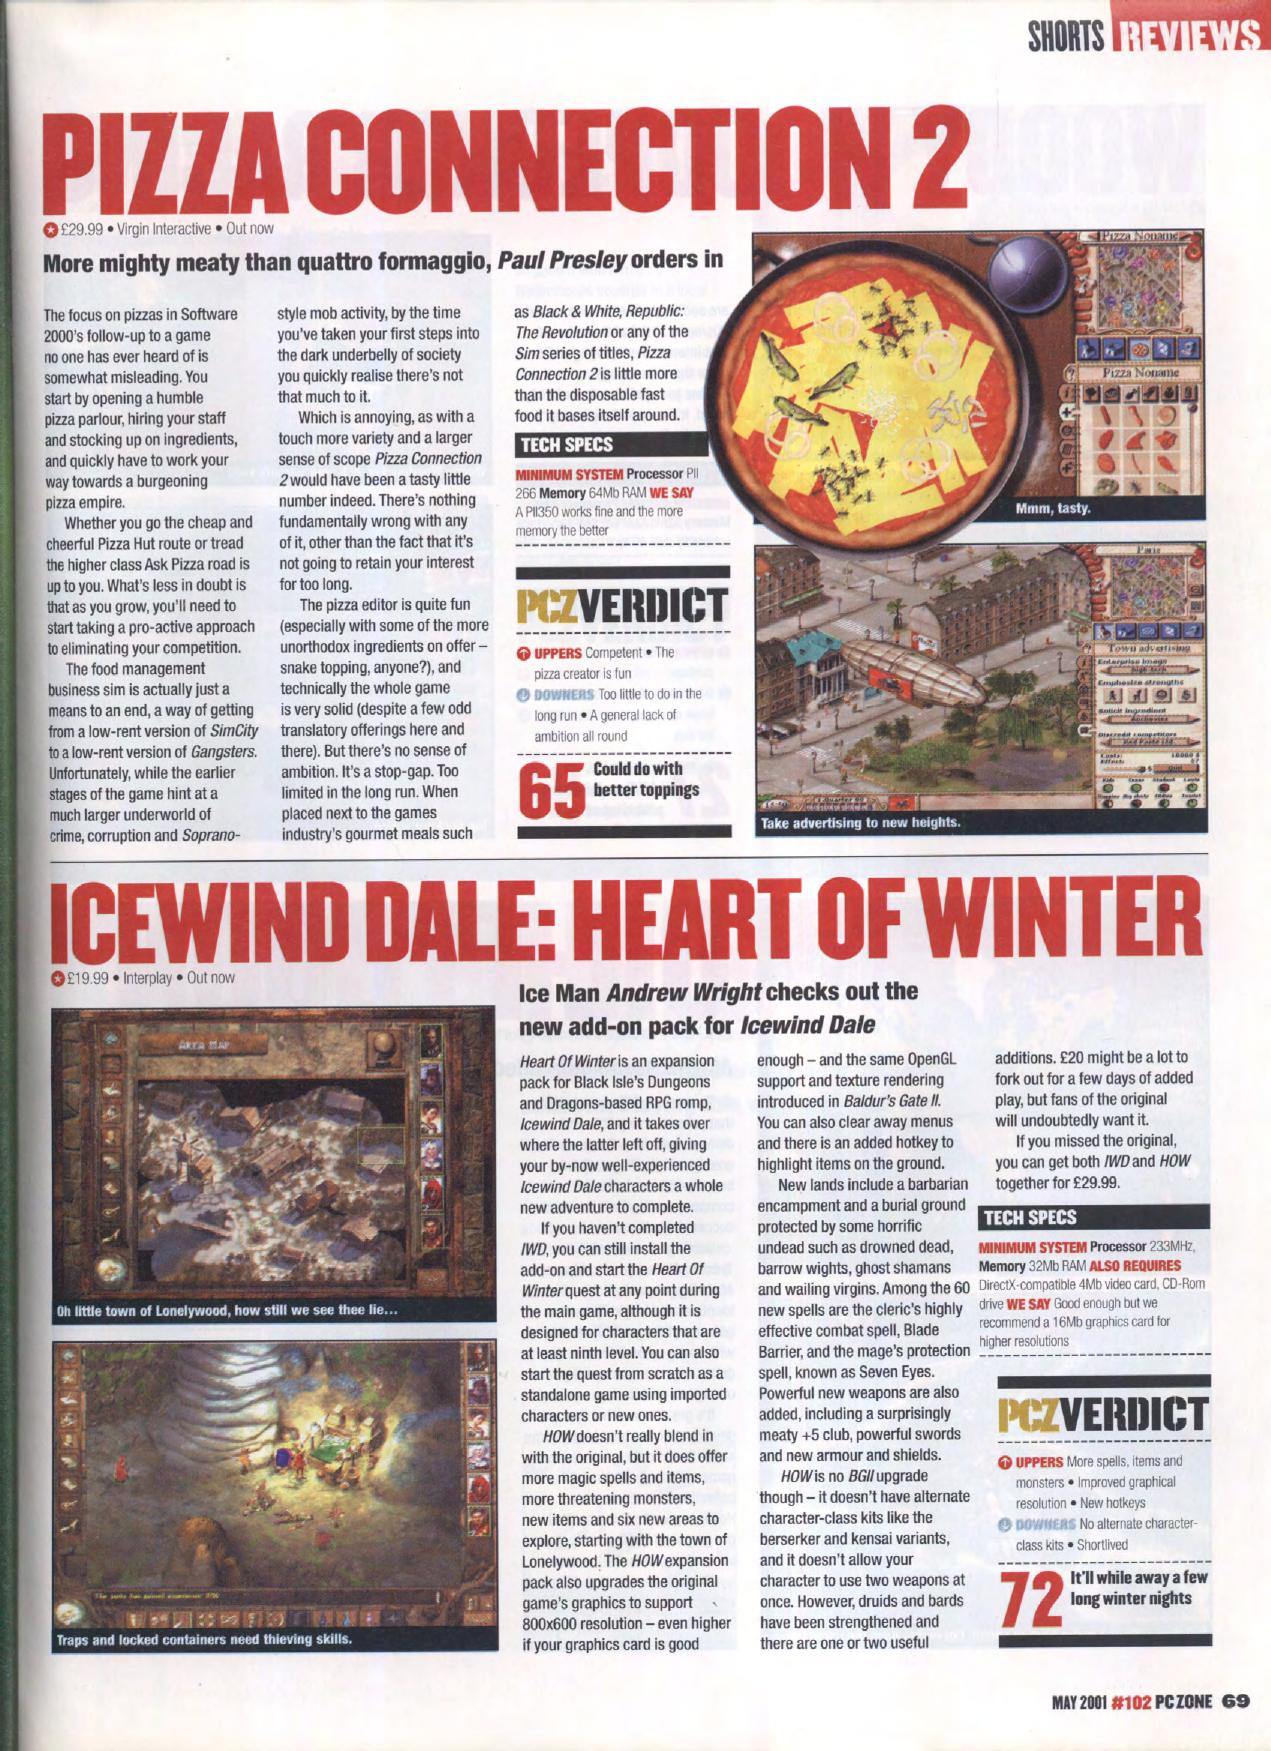 SHORTS REVIEWS
PIZZA CONNECTION 2
£29.99 • Virgin Interactive • Out now
More mighty meaty than quattro formaggio, Paul Presley orders in
The focus on pizzas in Software
2000's follow-up to a game
no one has ever heard of is
somewhat misleading. You
start by opening a humble
pizza parlour, hiring your staff
and stocking up on ingredients,
and quickly have to work your
way towards a burgeoning
pizza empire.
Whether you go the cheap and
cheerful Pizza Hut route or tread
the higher class Ask Pizza road is
up to you. What's less in doubt is
that as you grow, you'll need to
start taking a pro-active approach
to eliminating your competition.
The food management
business sim is actually just a
means to an end, a way of getting
from a low-rent version of SimCity
to a low-rent version of Gangsters.
Unfortunately, while the earlier
stages of the game hint at a
much larger underworld of
crime, corruption and Soprano-
style mob activity, by the time
you've taken your first steps into
the dark underbelly of society
you quickly realise there's not
that much to it.
Which is annoying, as with a
touch more variety and a larger
sense of scope Pizza Connection
2 would have been a tasty little
number indeed. There's nothing
fundamentally wrong with any
of it, other than the fact that it's
not going to retain your interest
for too long.
The pizza editor is quite fun
(especially with some of the more
unorthodox ingredients on offer –
snake topping, anyone?), and
technically the whole game
is very solid (despite a few odd
translatory offerings here and
there). But there's no sense of
ambition. It's a stop-gap. Too
limited in the long run. When
placed next to the games
industry's gourmet meals such
as Black & White, Republic:
The Revolution or any of the
Sim series of titles, Pizza
Connection 2 is little more
than the disposable fast
food it bases itself around.
TECH SPECS
MINIMUM SYSTEM Processor PII
266 Memory 64Mb RAM WE SAY
A PII350 works fine and the more
memory the better
PCZVERDICT
UPPERS Competent • The
pizza creator is fun
DOWNERS Too little to do in the
long run • A general lack of
ambition all round
65 Could do with
better toppings
Pizza Noname
Pizza Noname
Mmm, tasty.
Paris
Town advertising
Enterprise image
High-tech
Emphasize strengths
Solicit ingredient
Anchovies
Discredit competitors
Take advertising to new heights.
ICEWIND DALE: HEART OF WINTER
£19.99 • Interplay • Out now
AREA MAP
Oh little town of Lonelywood, how still we see thee lie...
Traps and locked containers need thieving skills.
Ice Man Andrew Wright checks out the
new add-on pack for Icewind Dale
Heart Of Winter is an expansion
pack for Black Isle's Dungeons
and Dragons-based RPG romp,
Icewind Dale, and it takes over
where the latter left off, giving
your by-now well-experienced
Icewind Dale characters a whole
new adventure to complete.
If you haven't completed
IWD, you can still install the
add-on and start the Heart Of
Winter quest at any point during
the main game, although it is
designed for characters that are
at least ninth level. You can also
start the quest from scratch as a
standalone game using imported
characters or new ones.
HOW doesn't really blend in
with the original, but it does offer
more magic spells and items,
more threatening monsters,
new items and six new areas to
explore, starting with the town of
Lonelywood. The HOW expansion
pack also upgrades the original
game's graphics to support
800x600 resolution – even higher
if your graphics card is good
enough – and the same OpenGL
support and texture rendering
introduced in Baldur's Gate II.
You can also clear away menus
and there is an added hotkey to
highlight items on the ground.
New lands include a barbarian
encampment and a burial ground
protected by some horrific
undead such as drowned dead,
barrow wights, ghost shamans
and wailing virgins. Among the 60
new spells are the cleric's highly
effective combat spell, Blade
Barrier, and the mage's protection
spell, known as Seven Eyes.
Powerful new weapons are also
added, including a surprisingly
meaty +5 club, powerful swords
and new armour and shields.
HOW is no BGII upgrade
though – it doesn't have alternate
character-class kits like the
berserker and kensai variants,
and it doesn't allow your
character to use two weapons at
once. However, druids and bards
have been strengthened and
there are one or two useful
additions. £20 might be a lot to
fork out for a few days of added
play, but fans of the original
will undoubtedly want it.
If you missed the original,
you can get both IWD and HOW
together for £29.99.
TECH SPECS
MINIMUM SYSTEM Processor 233MHz,
Memory 32Mb RAM ALSO REQUIRES
DirectX-compatible 4Mb video card, CD-Rom
drive WE SAY Good enough but we
recommend a 16Mb graphics card for
higher resolutions
PCZVERDICT
UPPERS More spells, items and
monsters • Improved graphical
resolution • New hotkeys
DOWNERS No alternate character-
class kits • Shortlived
72 It'll while away a few
long winter nights
MAY 2001 #102 PC ZONE 69